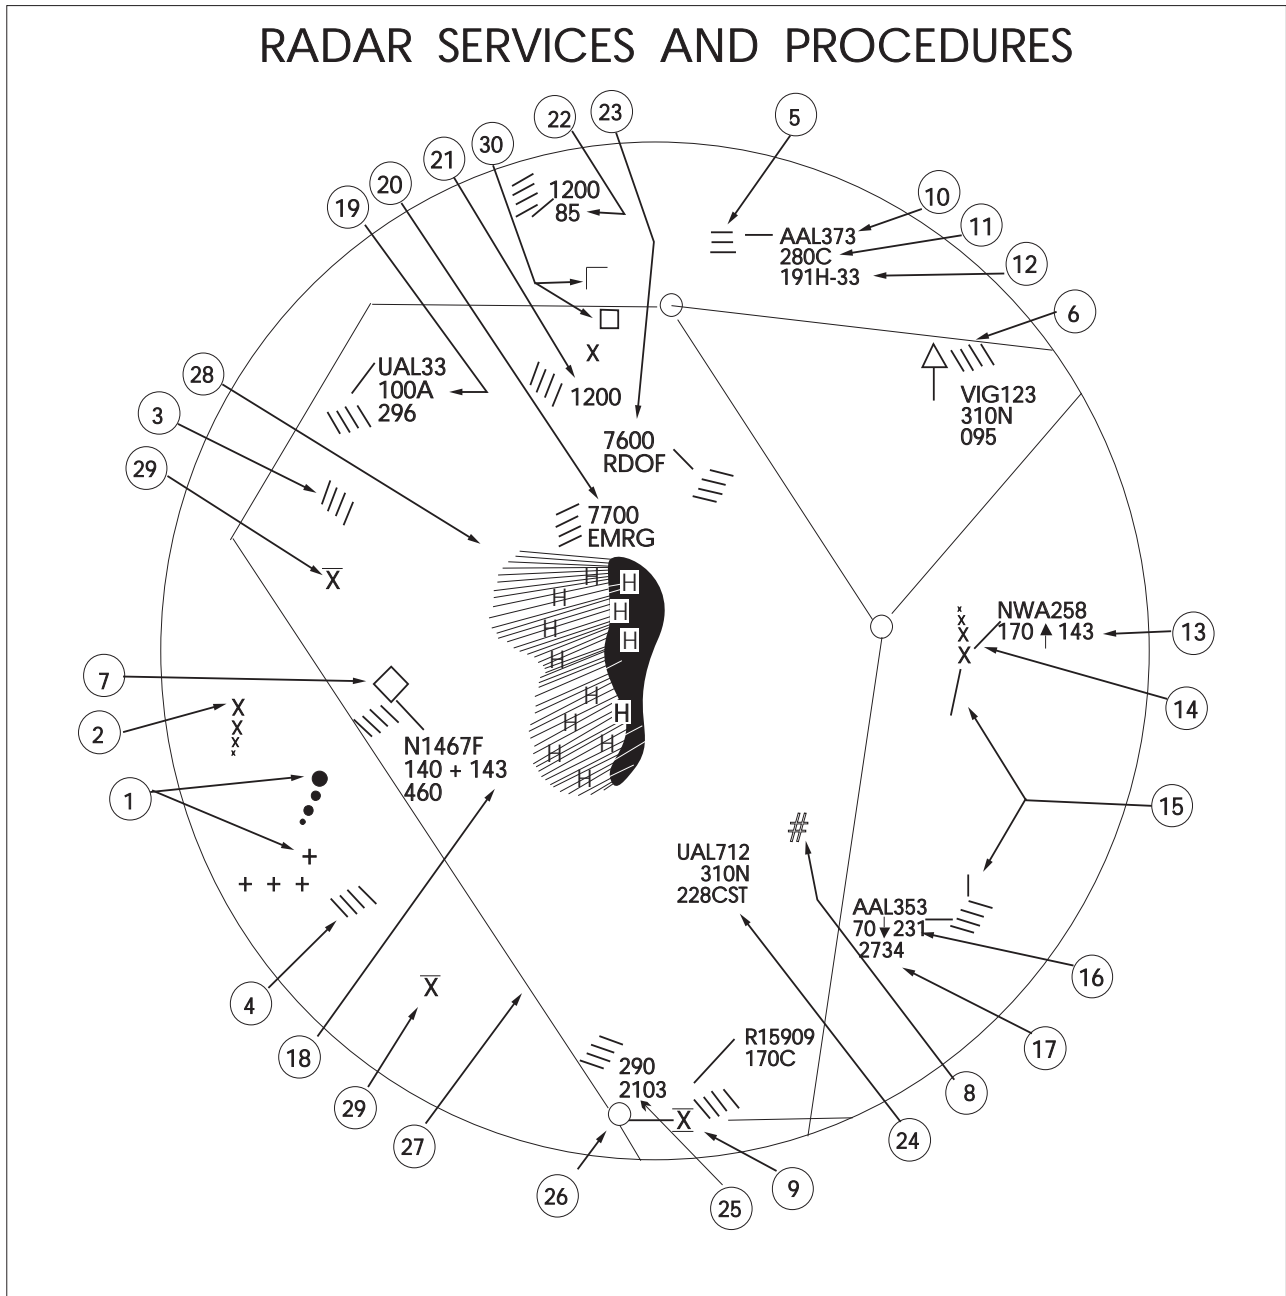 RADAR SERVICES AND PROCEDURES
22
23
5
30
21
20
19
1200
85
10
11
12
AAL373
280C
191H-33
6
X
28
UAL33
100A
296
1200
VIG123
310N
095
3
29
7600
RDOF
7700
EMRG
X
H
H
H
H
H
H
H
H
H
H
H
H
H
H
x
x
X
X
NWA258
170 143
13
7
2
X
X
x
x
14
N1467F
140 + 143
460
1
+
+ + +
15
#
UAL712
310N
228CST
AAL353
70 231
2734
16
4
X
18
29
27
17
R15909
170C
290
2103
8
X
24
26
25
9